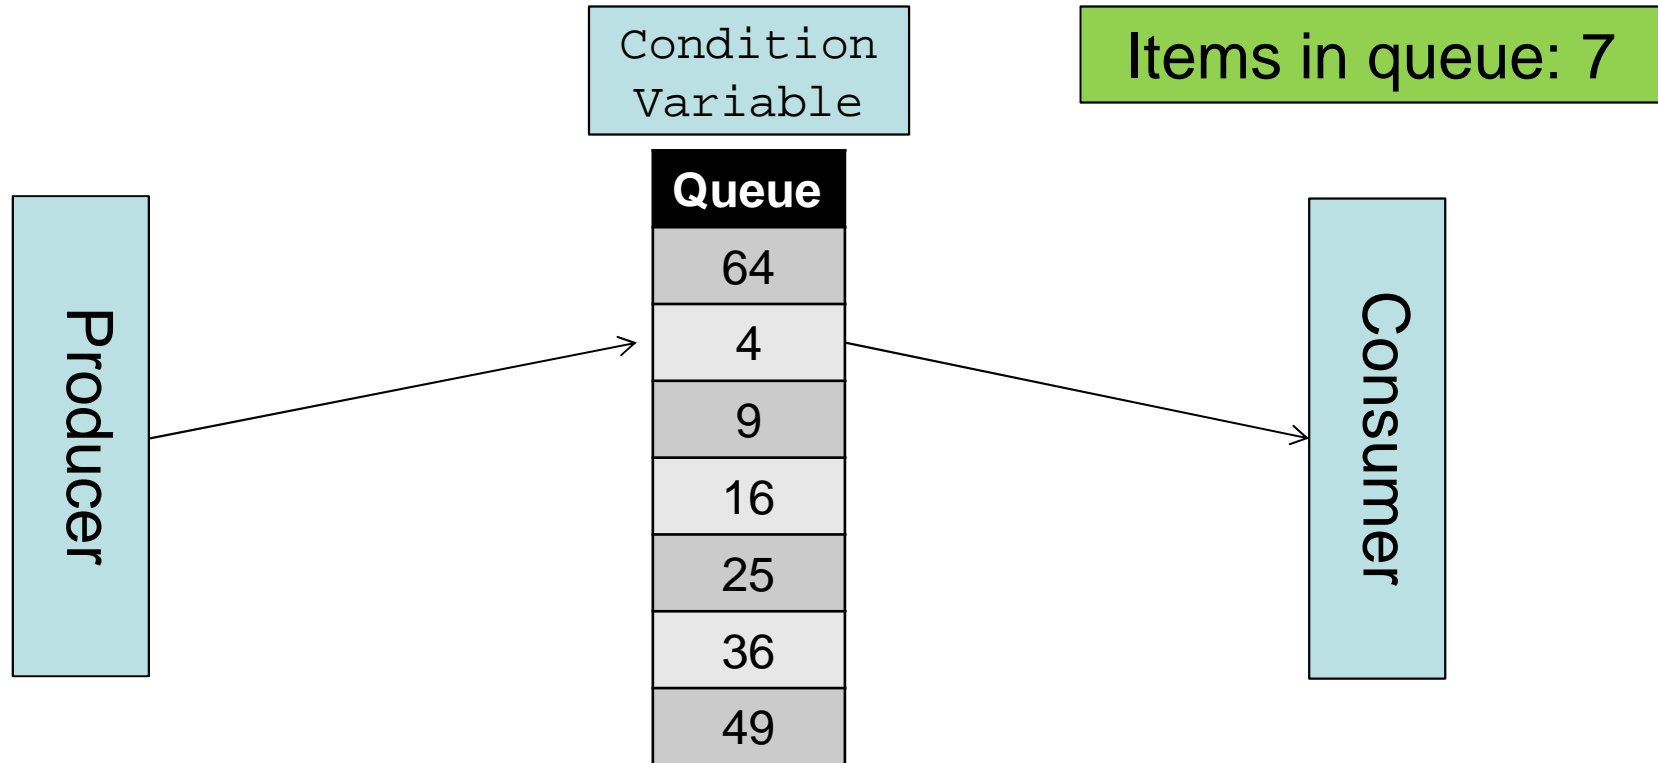 Condition
Variable
Items in queue: 7
Queue
64
4
9
16
25
36
49
Producer
Consumer